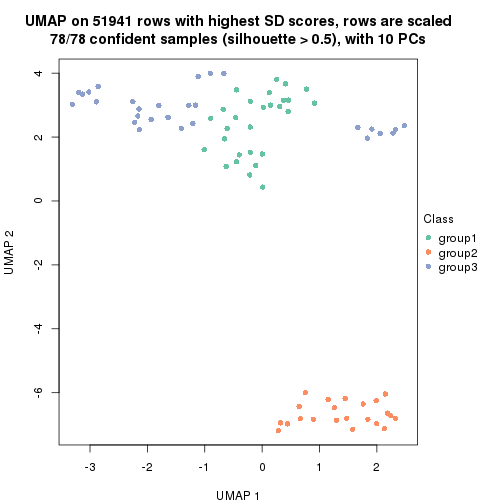 UMAP on 51941 rows with highest SD scores, rows are scaled
78/78 confident samples (silhouette > 0.5), with 10 PCs
4
2
0
-2
-4
-6
UMAP 2
-3
-2
-1
0
1
2
UMAP 1
Class
group1
group2
group3